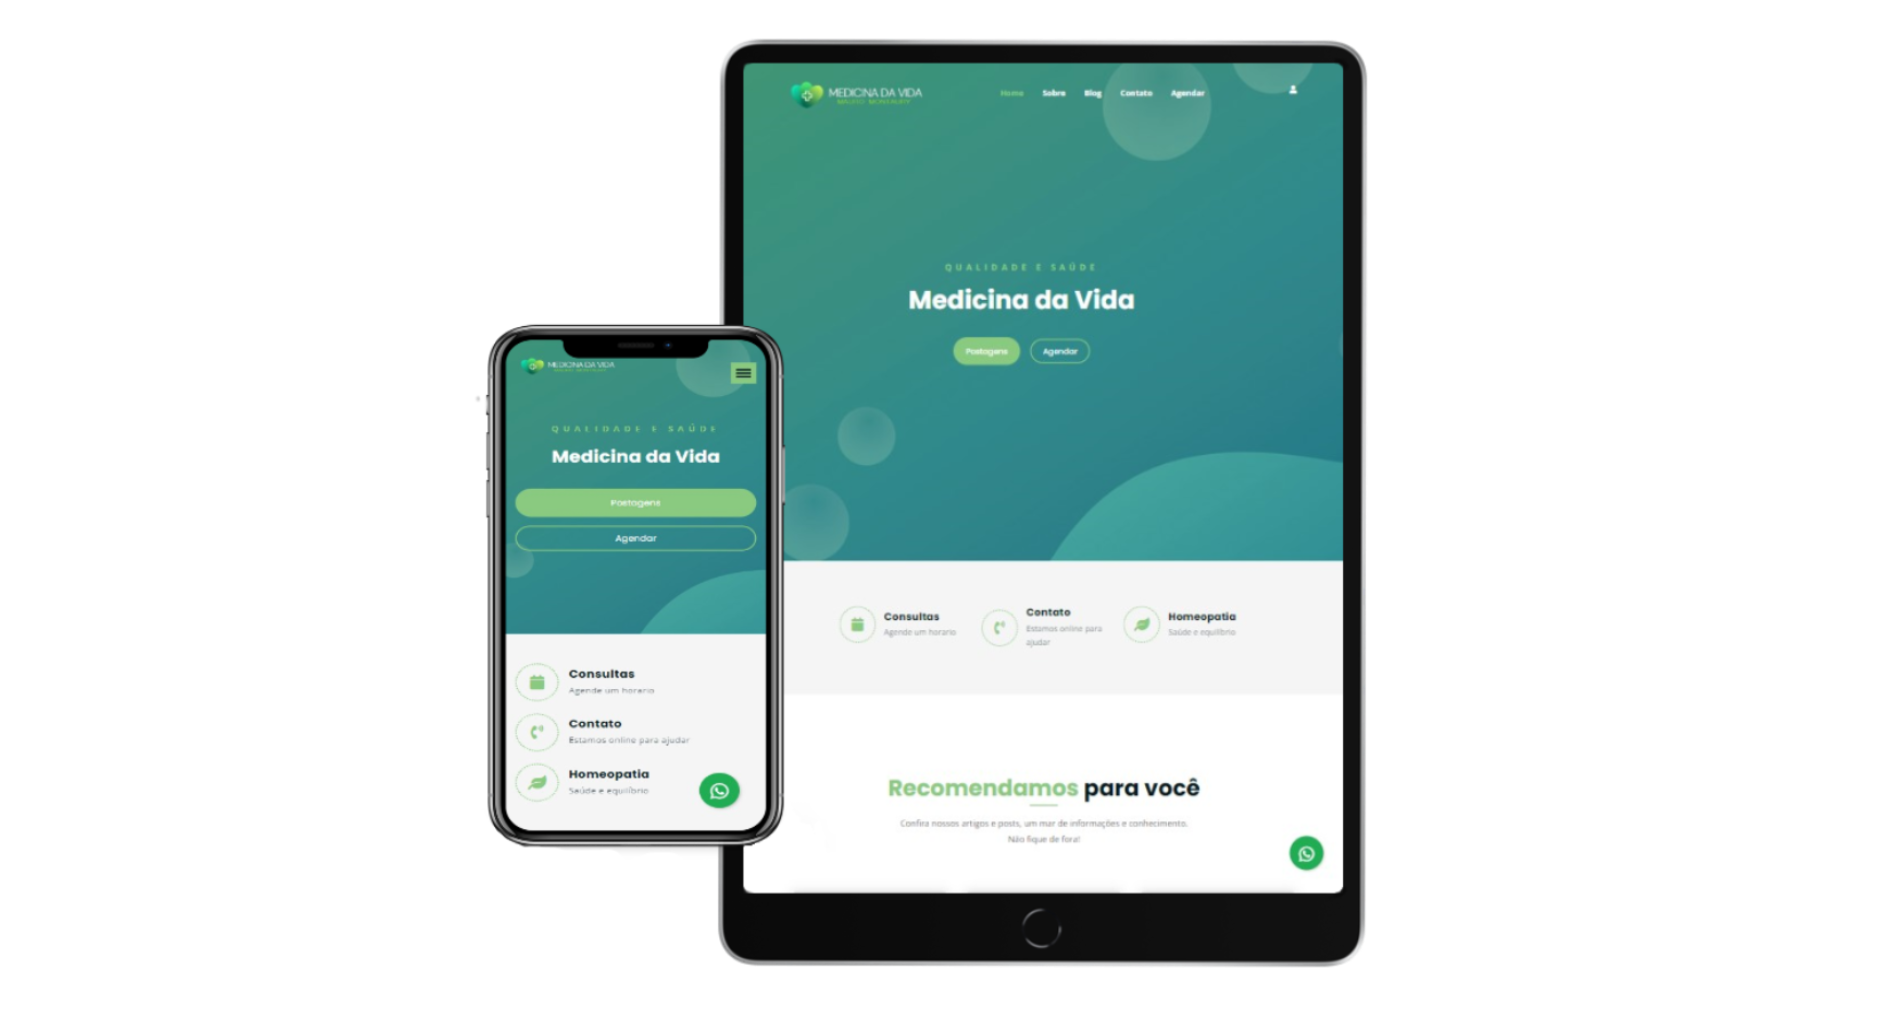 MEDICINA DA VIDA
Home Sobre Blog Contato Agendar
QUALIDADE E SAÚDE
Medicina da Vida
Postagens Agendar
Consultas
Agende um horario
Contato
Estamos online para
ajudar
Homeopatia
Saúde e equilíbrio
Recomendamos para você
Confira nossos artigos e posts, um mar de informações e conhecimento.
Não fique de fora!
MEDICINA DA VIDA
QUALIDADE E SAÚDE
Medicina da Vida
Postagens
Agendar
Consultas
Agende um horario
Contato
Estamos online para ajudar
Homeopatia
Saúde e equilíbrio